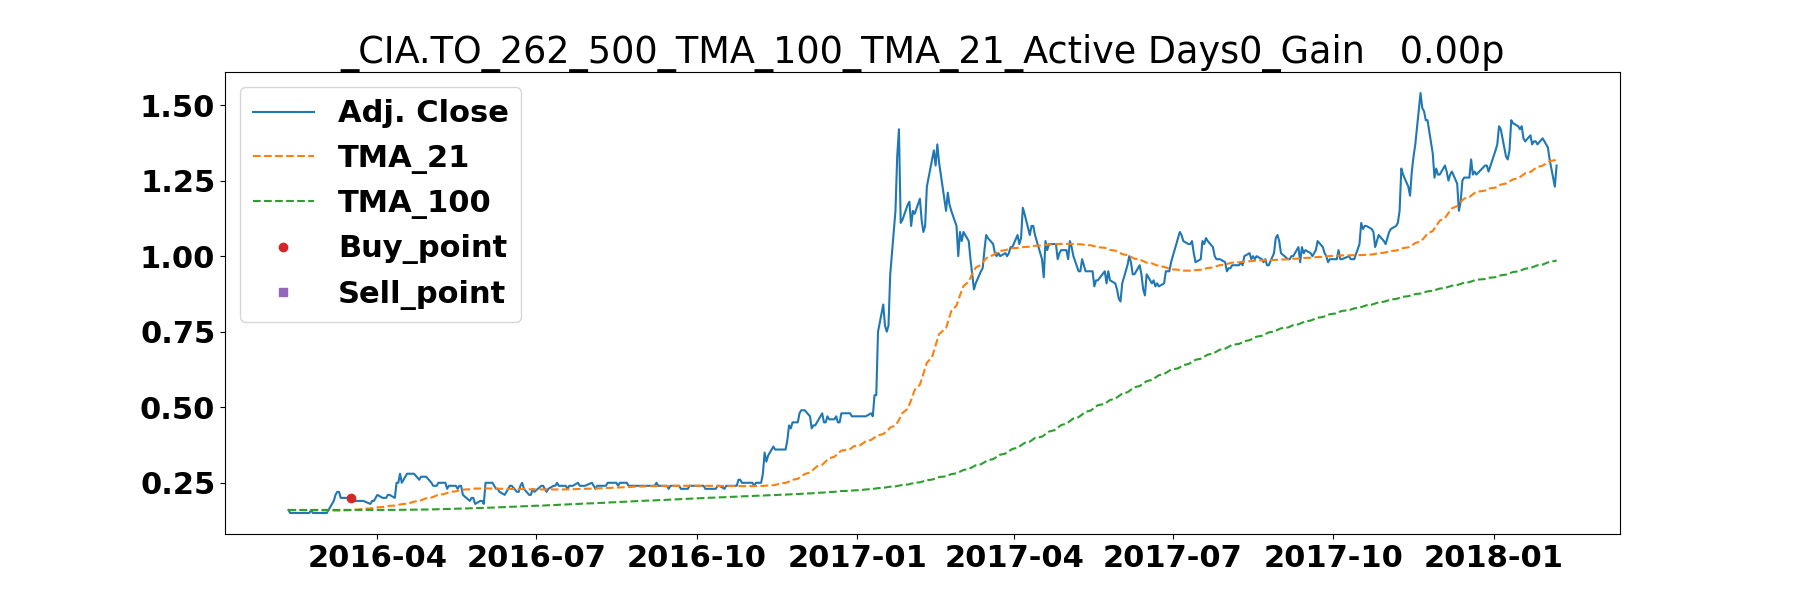 _CIA.TO_262_500_TMA_100_TMA_21_Active Days0_Gain   0.00p
1.50
1.25
1.00
0.75
0.50
0.25
Adj. Close
TMA_21
TMA_100
Buy_point
Sell_point
2016-04 2016-07 2016-10 2017-01 2017-04 2017-07 2017-10 2018-01